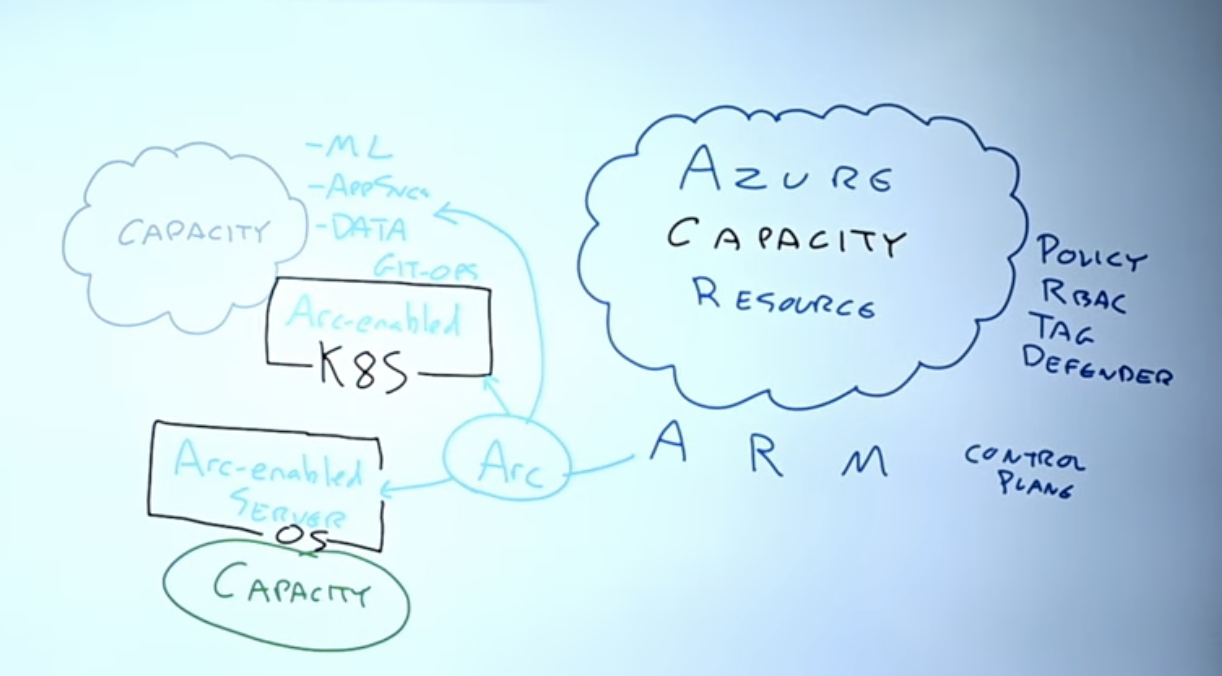 - ML
- APPSVCS
- DATA
GIT-OPS
CAPACITY
Arc-enabled
K8S
Arc-enabled
SERVER
OS
CAPACITY
Arc
AZURE
CAPACITY
RESOURCE
POLICY
RBAC
TAG
DEFENDER
ARM
CONTROL
PLANE